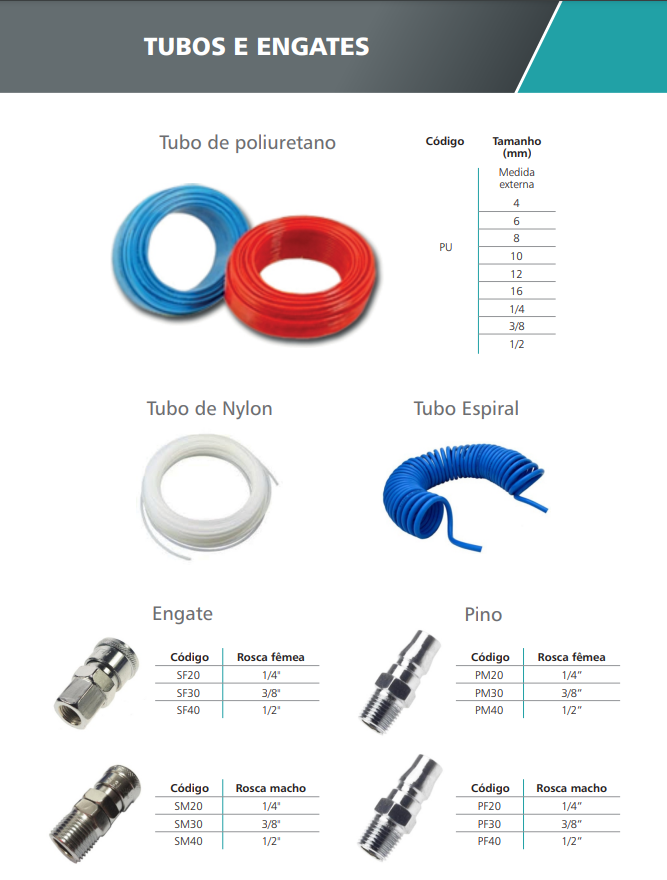 TUBOS E ENGATES
Tubo de poliuretano
Código Tamanho
(mm)
Medida
externa
PU
4
6
8
10
12
16
1/4
3/8
1/2
Tubo de Nylon
Tubo Espiral
Engate
Código Rosca fêmea
SF20 1/4"
SF30 3/8"
SF40 1/2"
Pino
Código Rosca fêmea
PM20 1/4”
PM30 3/8”
PM40 1/2”
Código Rosca macho
SM20 1/4"
SM30 3/8"
SM40 1/2"
Código Rosca macho
PF20 1/4”
PF30 3/8”
PF40 1/2”